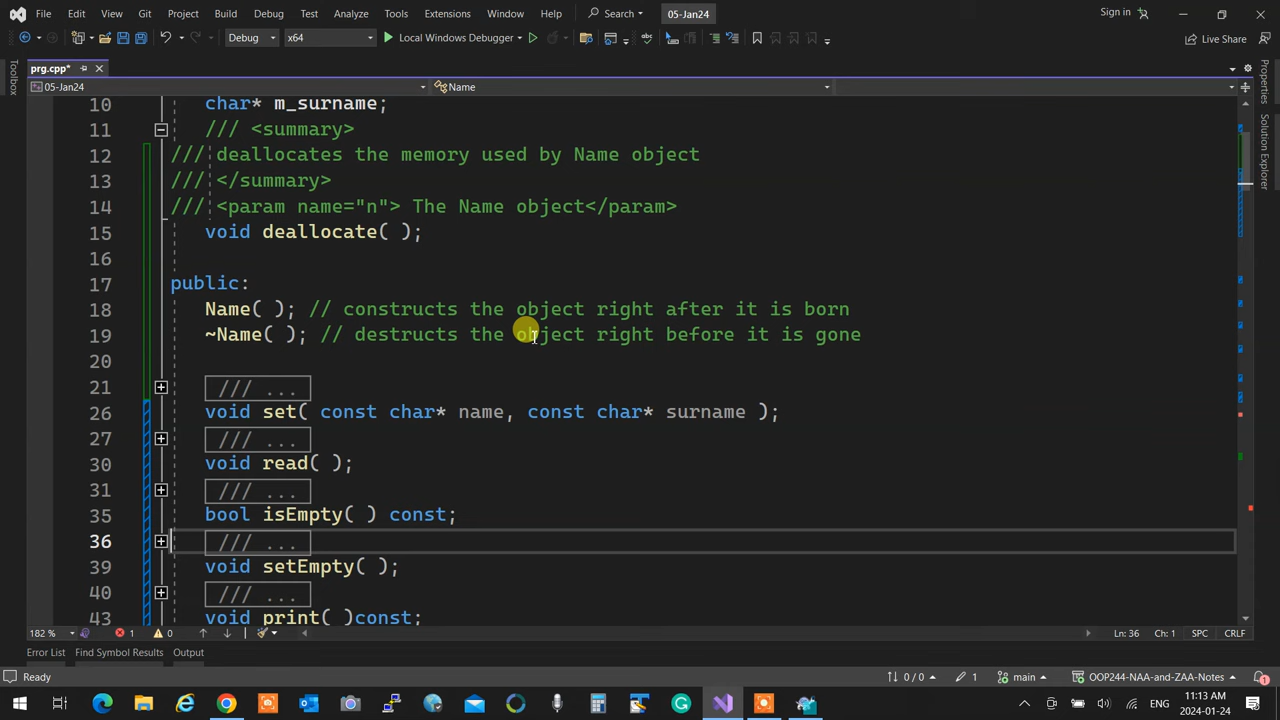 File Edit View Git Project Build Debug Test Analyze Tools Extensions Window Help Search 05-Jan24 Sign in
Debug x64 Local Windows Debugger Live Share
prg.cpp*
05-Jan24 Name
Toolbox
Properties
Solution Explorer
10 char* m_surname;
11 /// <summary>
12 /// deallocates the memory used by Name object
13 /// </summary>
14 /// <param name="n"> The Name object</param>
15 void deallocate( );
16
17 public:
18 Name( ); // constructs the object right after it is born
19 ~Name( ); // destructs the object right before it is gone
20
21 /// ...
26 void set( const char* name, const char* surname );
27 /// ...
30 void read( );
31 /// ...
35 bool isEmpty( ) const;
36 /// ...
39 void setEmpty( );
40 /// ...
43 void print( )const;
182 % 1 0 Ln: 36 Ch: 1 SPC CRLF
Error List Find Symbol Results Output
Ready 0 / 0 1 main OOP244-NAA-and-ZAA-Notes 1
ENG 11:13 AM
2024-01-24